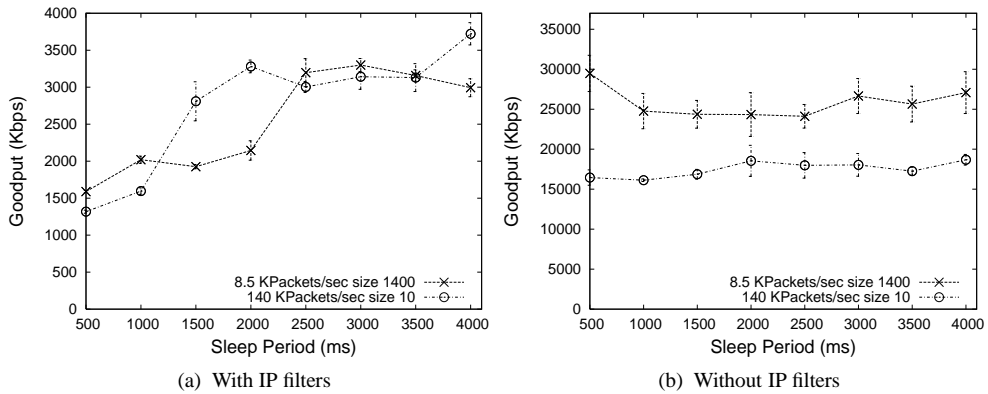 4000
3500
3000
2500
2000
1500
1000
500
0
Goodput (Kbps)
8.5 KPackets/sec size 1400
140 KPackets/sec size 10
500 1000 1500 2000 2500 3000 3500 4000
Sleep Period (ms)
(a) With IP filters
35000
30000
25000
20000
15000
10000
5000
0
Goodput (Kbps)
8.5 KPackets/sec size 1400
140 KPackets/sec size 10
500 1000 1500 2000 2500 3000 3500 4000
Sleep Period (ms)
(b) Without IP filters